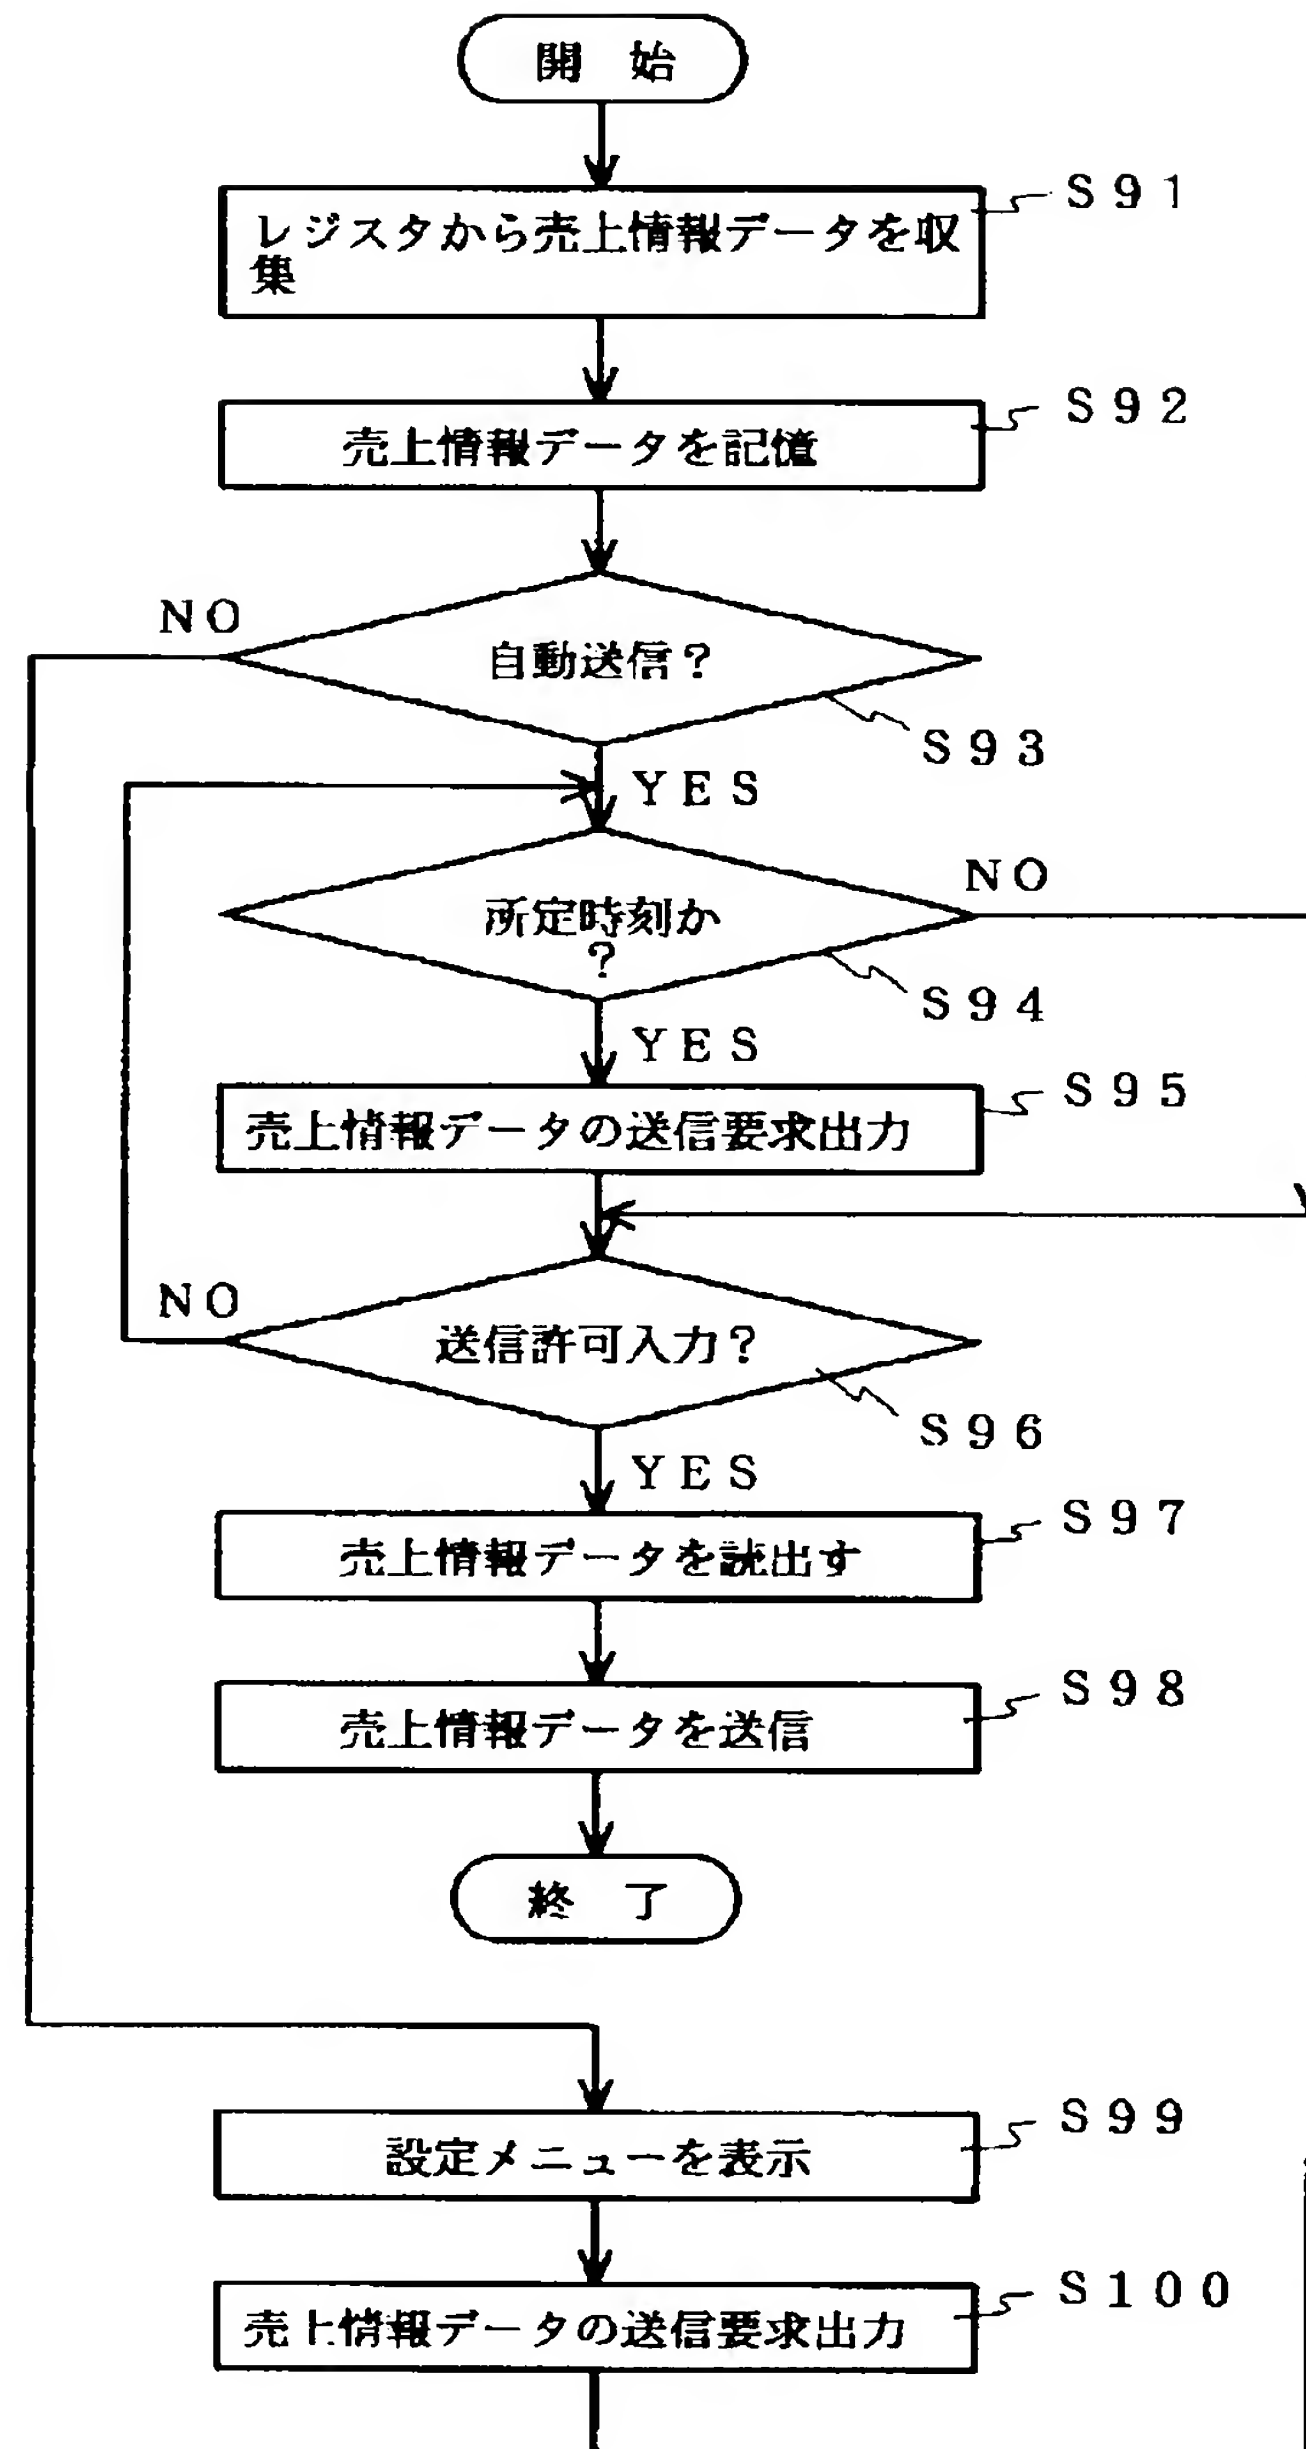 開　始
S91
レジスタから売上情報データを収
集
S92
売上情報データを記憶
NO
自動送信？
S93
YES
NO
所定時刻か
？
S94
YES
S95
売上情報データの送信要求出力
NO
送信許可入力？
S96
YES
S97
売上情報データを読出す
S98
売上情報データを送信
終　了
S99
設定メニューを表示
S100
売上情報データの送信要求出力